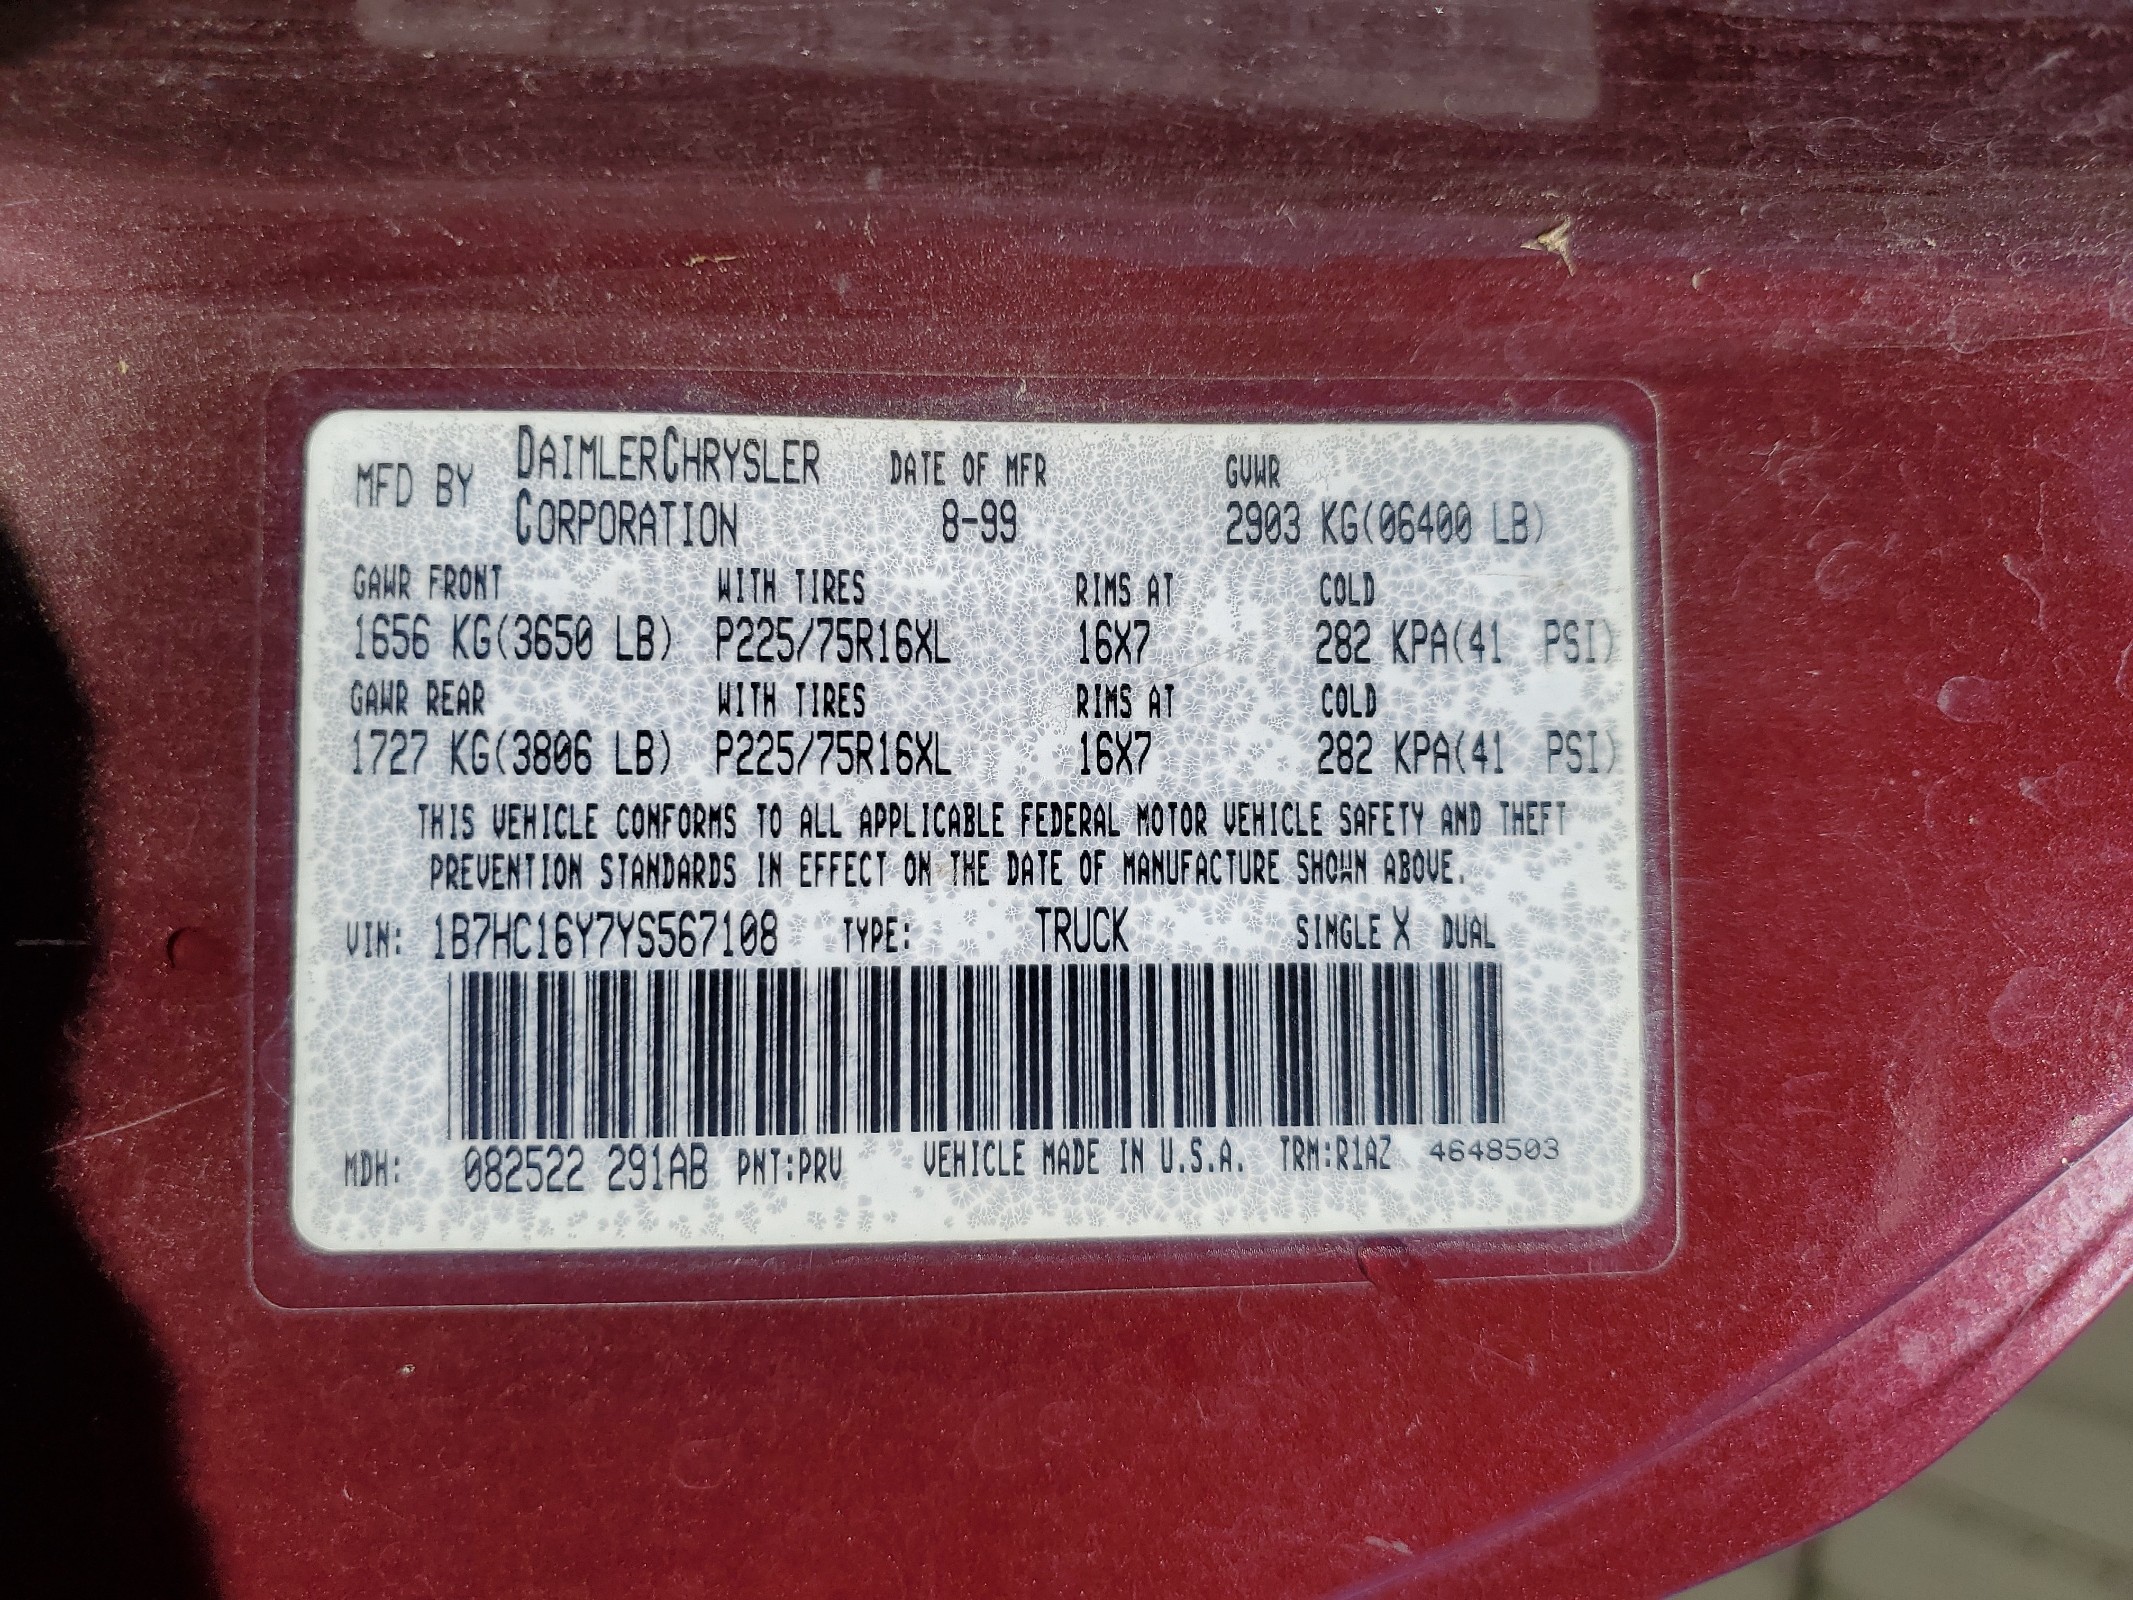 MFD BY DAIMLERCHRYSLER CORPORATION DATE OF MFR 8-99 GVWR 2903 KG(06400 LB)
GAWR FRONT WITH TIRES RIMS AT COLD
1656 KG(3650 LB) P225/75R16XL 16X7 282 KPA(41 PSI)
GAWR REAR WITH TIRES RIMS AT COLD
1727 KG(3806 LB) P225/75R16XL 16X7 282 KPA(41 PSI)
THIS VEHICLE CONFORMS TO ALL APPLICABLE FEDERAL MOTOR VEHICLE SAFETY AND THEFT
PREVENTION STANDARDS IN EFFECT ON THE DATE OF MANUFACTURE SHOWN ABOVE.
VIN: 1B7HC16Y7YS567108 TYPE: TRUCK SINGLE X DUAL
MDH: 082522 291AB PNT:PRV VEHICLE MADE IN U.S.A. TRM:R1AZ 4648503